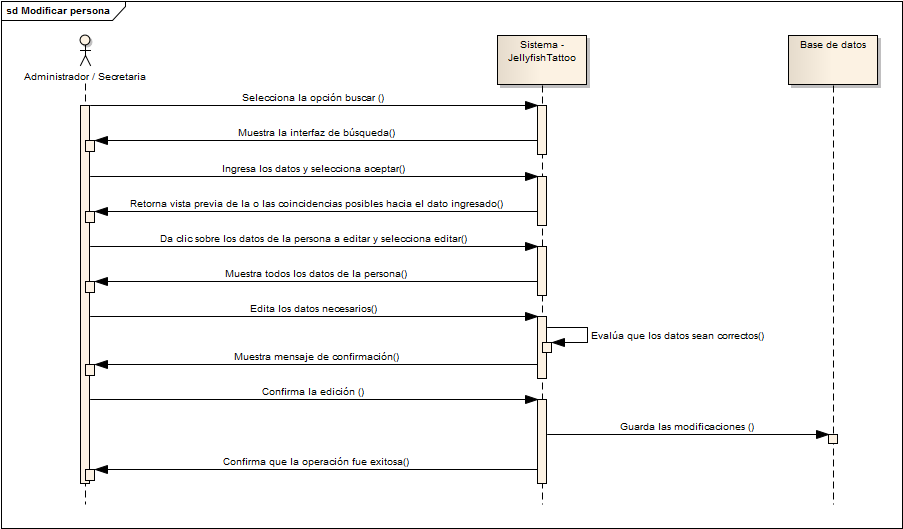 sd Modificar persona
Administrador / Secretaria
Sistema -
JellyfishTattoo
Base de datos
Selecciona la opción buscar ()
Muestra la interfaz de búsqueda()
Ingresa los datos y selecciona aceptar()
Retorna vista previa de la o las coincidencias posibles hacia el dato ingresado()
Da clic sobre los datos de la persona a editar y selecciona editar()
Muestra todos los datos de la persona()
Edita los datos necesarios()
Evalúa que los datos sean correctos()
Muestra mensaje de confirmación()
Confirma la edición ()
Guarda las modificaciones ()
Confirma que la operación fue exitosa()